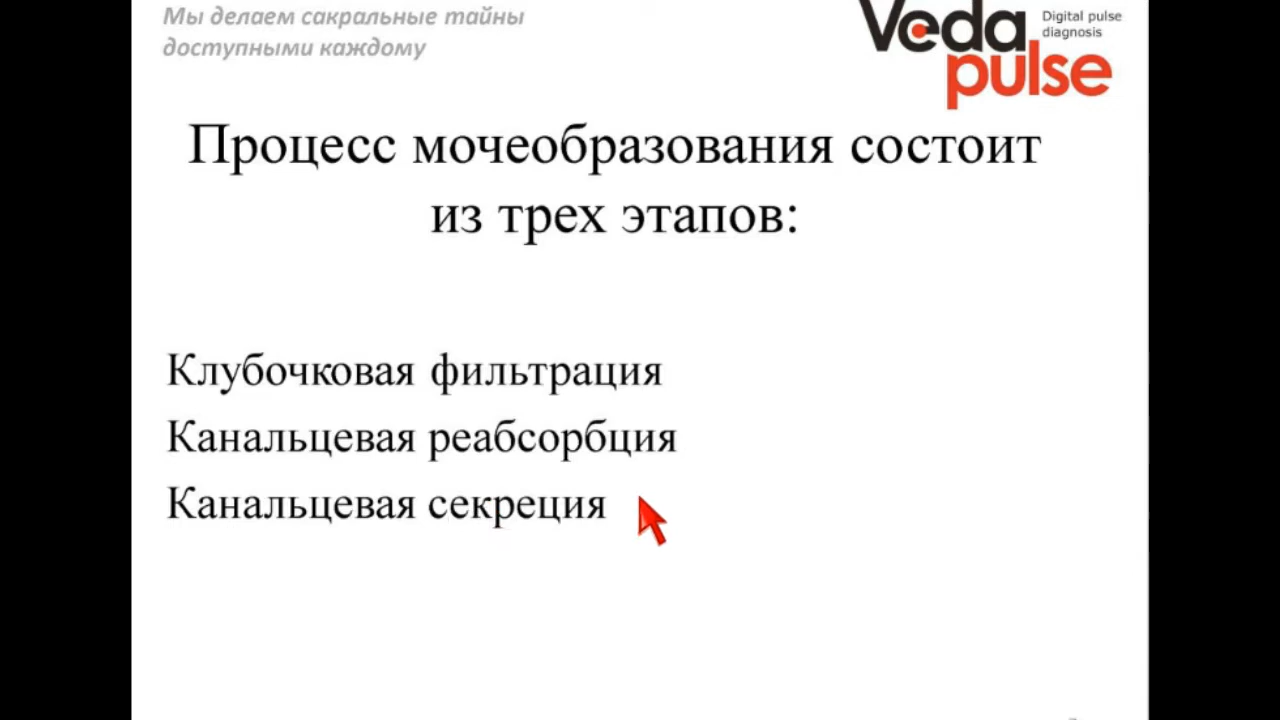 Мы делаем сакральные тайны
доступными каждому
Veda
pulse
Digital pulse
diagnosis
Процесс мочеобразования состоит
из трех этапов:
Клубочковая фильтрация
Канальцевая реабсорбция
Канальцевая секреция